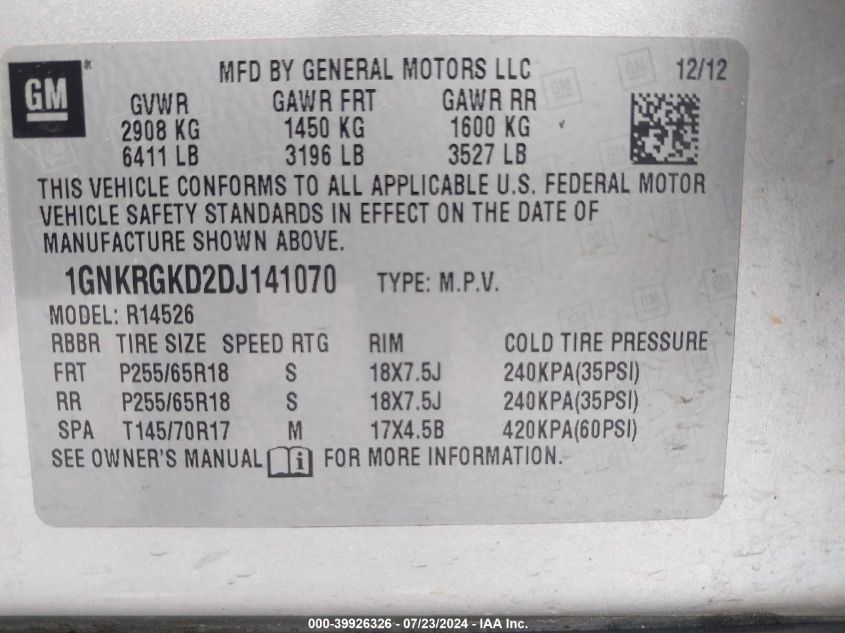 GM ® MFD BY GENERAL MOTORS LLC 12/12
GVWR GAWR FRT GAWR RR
2908 KG 1450 KG 1600 KG
6411 LB 3196 LB 3527 LB
THIS VEHICLE CONFORMS TO ALL APPLICABLE U.S. FEDERAL MOTOR
VEHICLE SAFETY STANDARDS IN EFFECT ON THE DATE OF
MANUFACTURE SHOWN ABOVE.
1GNKRGKD2DJ141070 TYPE: M.P.V.
MODEL: R14526
RBBR TIRE SIZE SPEED RTG RIM COLD TIRE PRESSURE
FRT P255/65R18 S 18X7.5J 240KPA(35PSI)
RR P255/65R18 S 18X7.5J 240KPA(35PSI)
SPA T145/70R17 M 17X4.5B 420KPA(60PSI)
SEE OWNER'S MANUAL i FOR MORE INFORMATION.
000-39926326 - 07/23/2024 - IAA Inc.